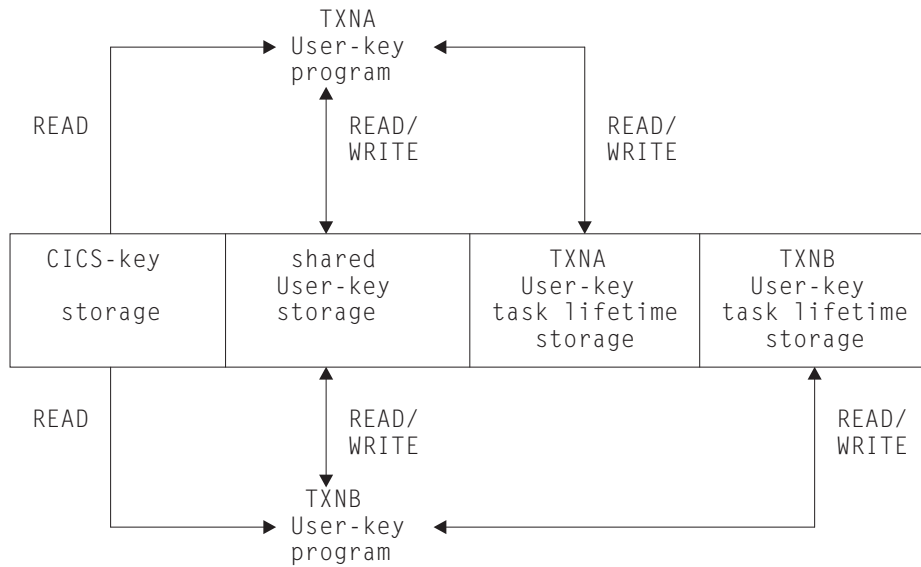 TXNA
User-key
program
READ
READ/
WRITE
READ/
WRITE
CICS-key
storage
shared
User-key
storage
TXNA
User-key
task lifetime
storage
TXNB
User-key
task lifetime
storage
READ
READ/
WRITE
READ/
WRITE
TXNB
User-key
program